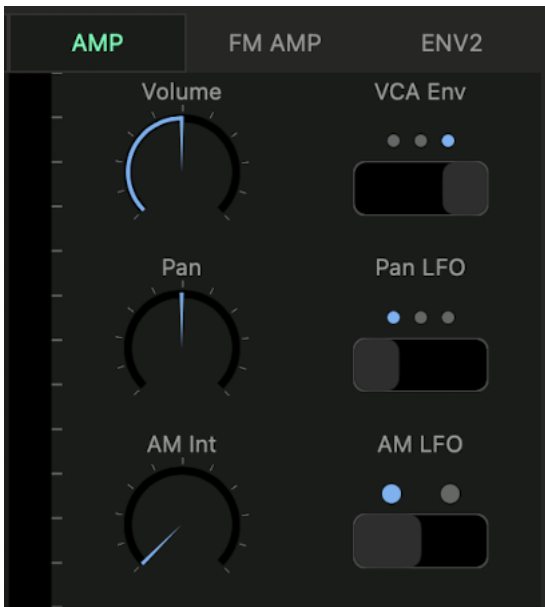 AMP FM AMP ENV2
Volume VCA Env
Pan Pan LFO
AM Int AM LFO